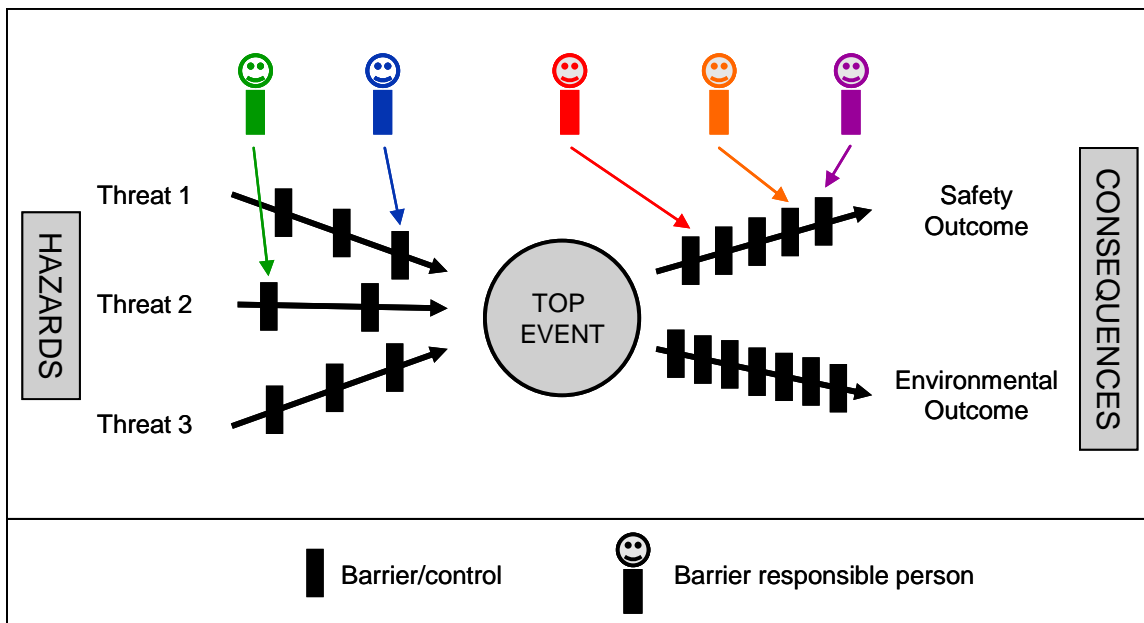 HAZARDS
Threat 1
Threat 2
Threat 3
TOP
EVENT
Safety
Outcome
Environmental
Outcome
CONSEQUENCES
Barrier/control
Barrier responsible person